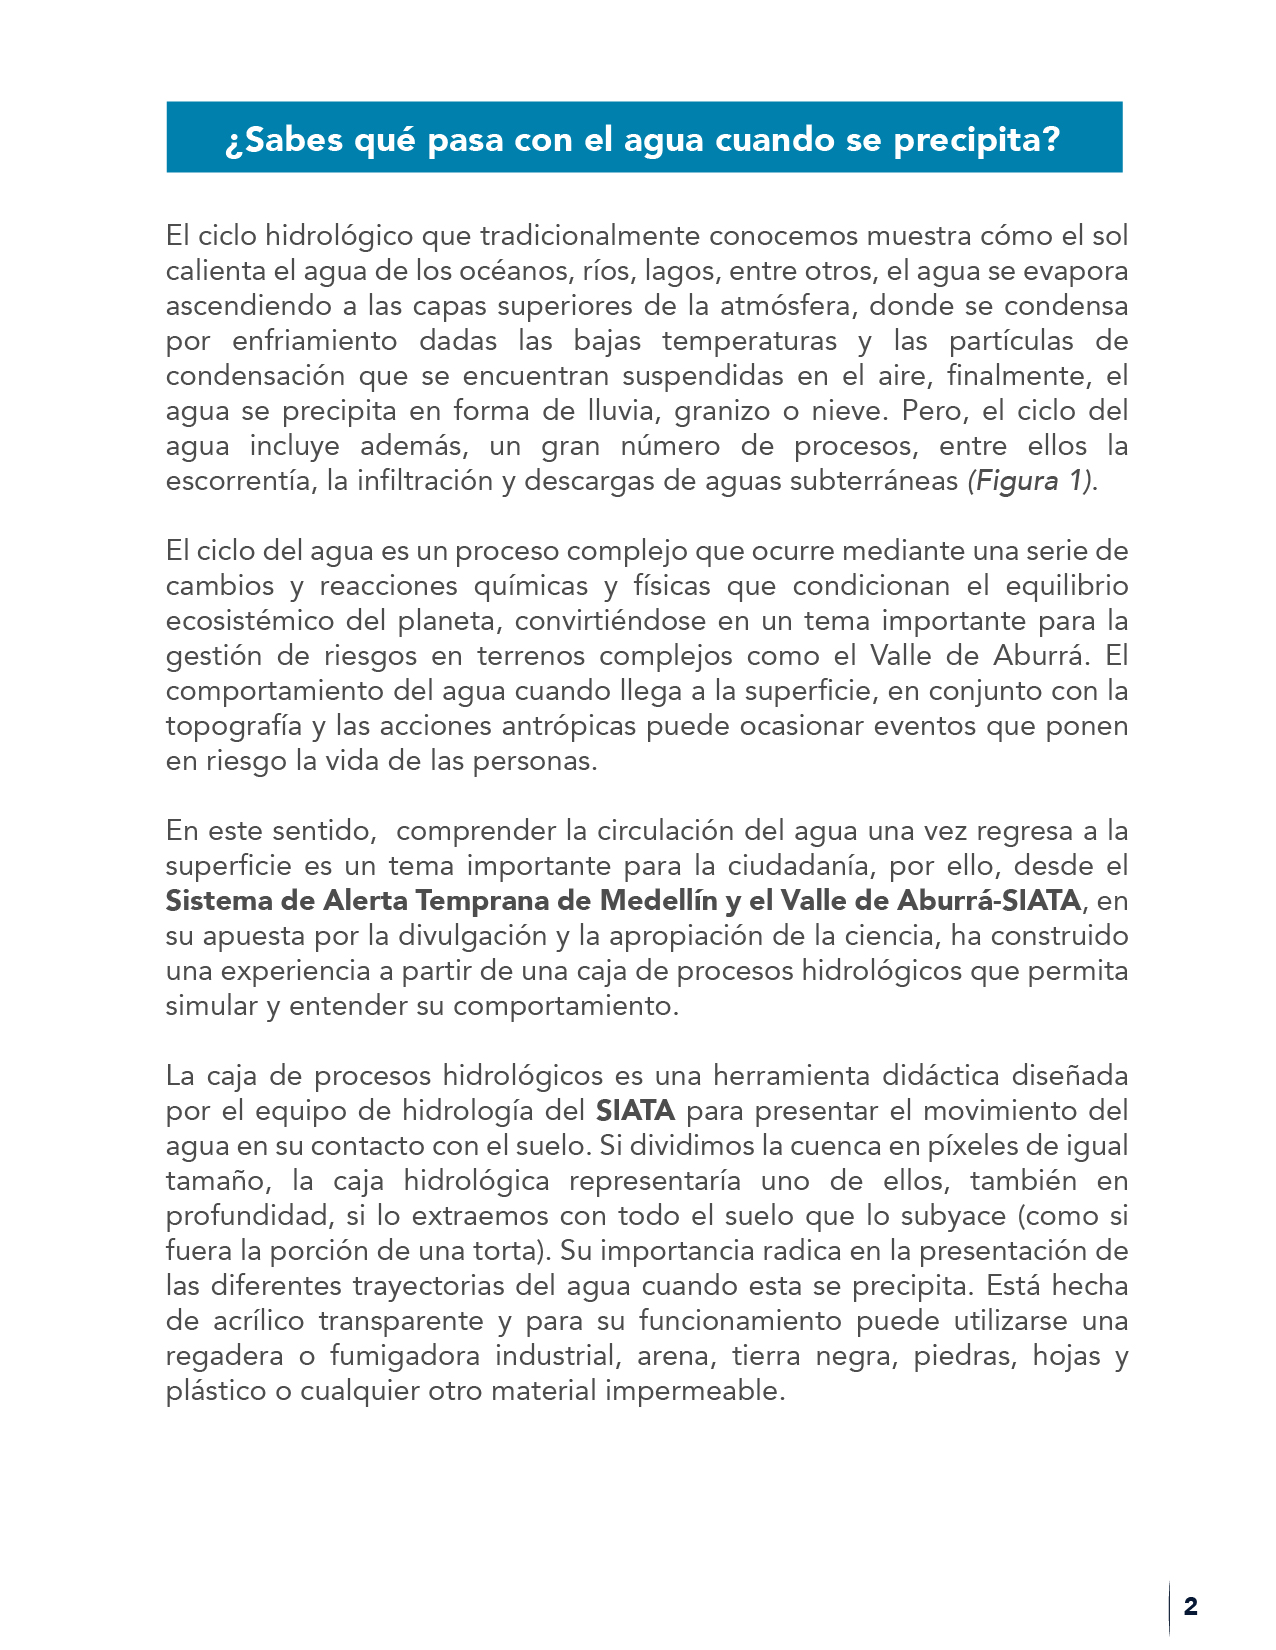 ¿Sabes qué pasa con el agua cuando se precipita?
El ciclo hidrológico que tradicionalmente conocemos muestra cómo el sol
calienta el agua de los océanos, ríos, lagos, entre otros, el agua se evapora
ascendiendo a las capas superiores de la atmósfera, donde se condensa
por enfriamiento dadas las bajas temperaturas y las partículas de
condensación que se encuentran suspendidas en el aire, finalmente, el
agua se precipita en forma de lluvia, granizo o nieve. Pero, el ciclo del
agua incluye además, un gran número de procesos, entre ellos la
escorrentía, la infiltración y descargas de aguas subterráneas (Figura 1).
El ciclo del agua es un proceso complejo que ocurre mediante una serie de
cambios y reacciones químicas y físicas que condicionan el equilibrio
ecosistémico del planeta, convirtiéndose en un tema importante para la
gestión de riesgos en terrenos complejos como el Valle de Aburrá. El
comportamiento del agua cuando llega a la superficie, en conjunto con la
topografía y las acciones antrópicas puede ocasionar eventos que ponen
en riesgo la vida de las personas.
En este sentido,  comprender la circulación del agua una vez regresa a la
superficie es un tema importante para la ciudadanía, por ello, desde el
Sistema de Alerta Temprana de Medellín y el Valle de Aburrá-SIATA, en
su apuesta por la divulgación y la apropiación de la ciencia, ha construido
una experiencia a partir de una caja de procesos hidrológicos que permita
simular y entender su comportamiento.
La caja de procesos hidrológicos es una herramienta didáctica diseñada
por el equipo de hidrología del SIATA para presentar el movimiento del
agua en su contacto con el suelo. Si dividimos la cuenca en píxeles de igual
tamaño, la caja hidrológica representaría uno de ellos, también en
profundidad, si lo extraemos con todo el suelo que lo subyace (como si
fuera la porción de una torta). Su importancia radica en la presentación de
las diferentes trayectorias del agua cuando esta se precipita. Está hecha
de acrílico transparente y para su funcionamiento puede utilizarse una
regadera o fumigadora industrial, arena, tierra negra, piedras, hojas y
plástico o cualquier otro material impermeable.
2